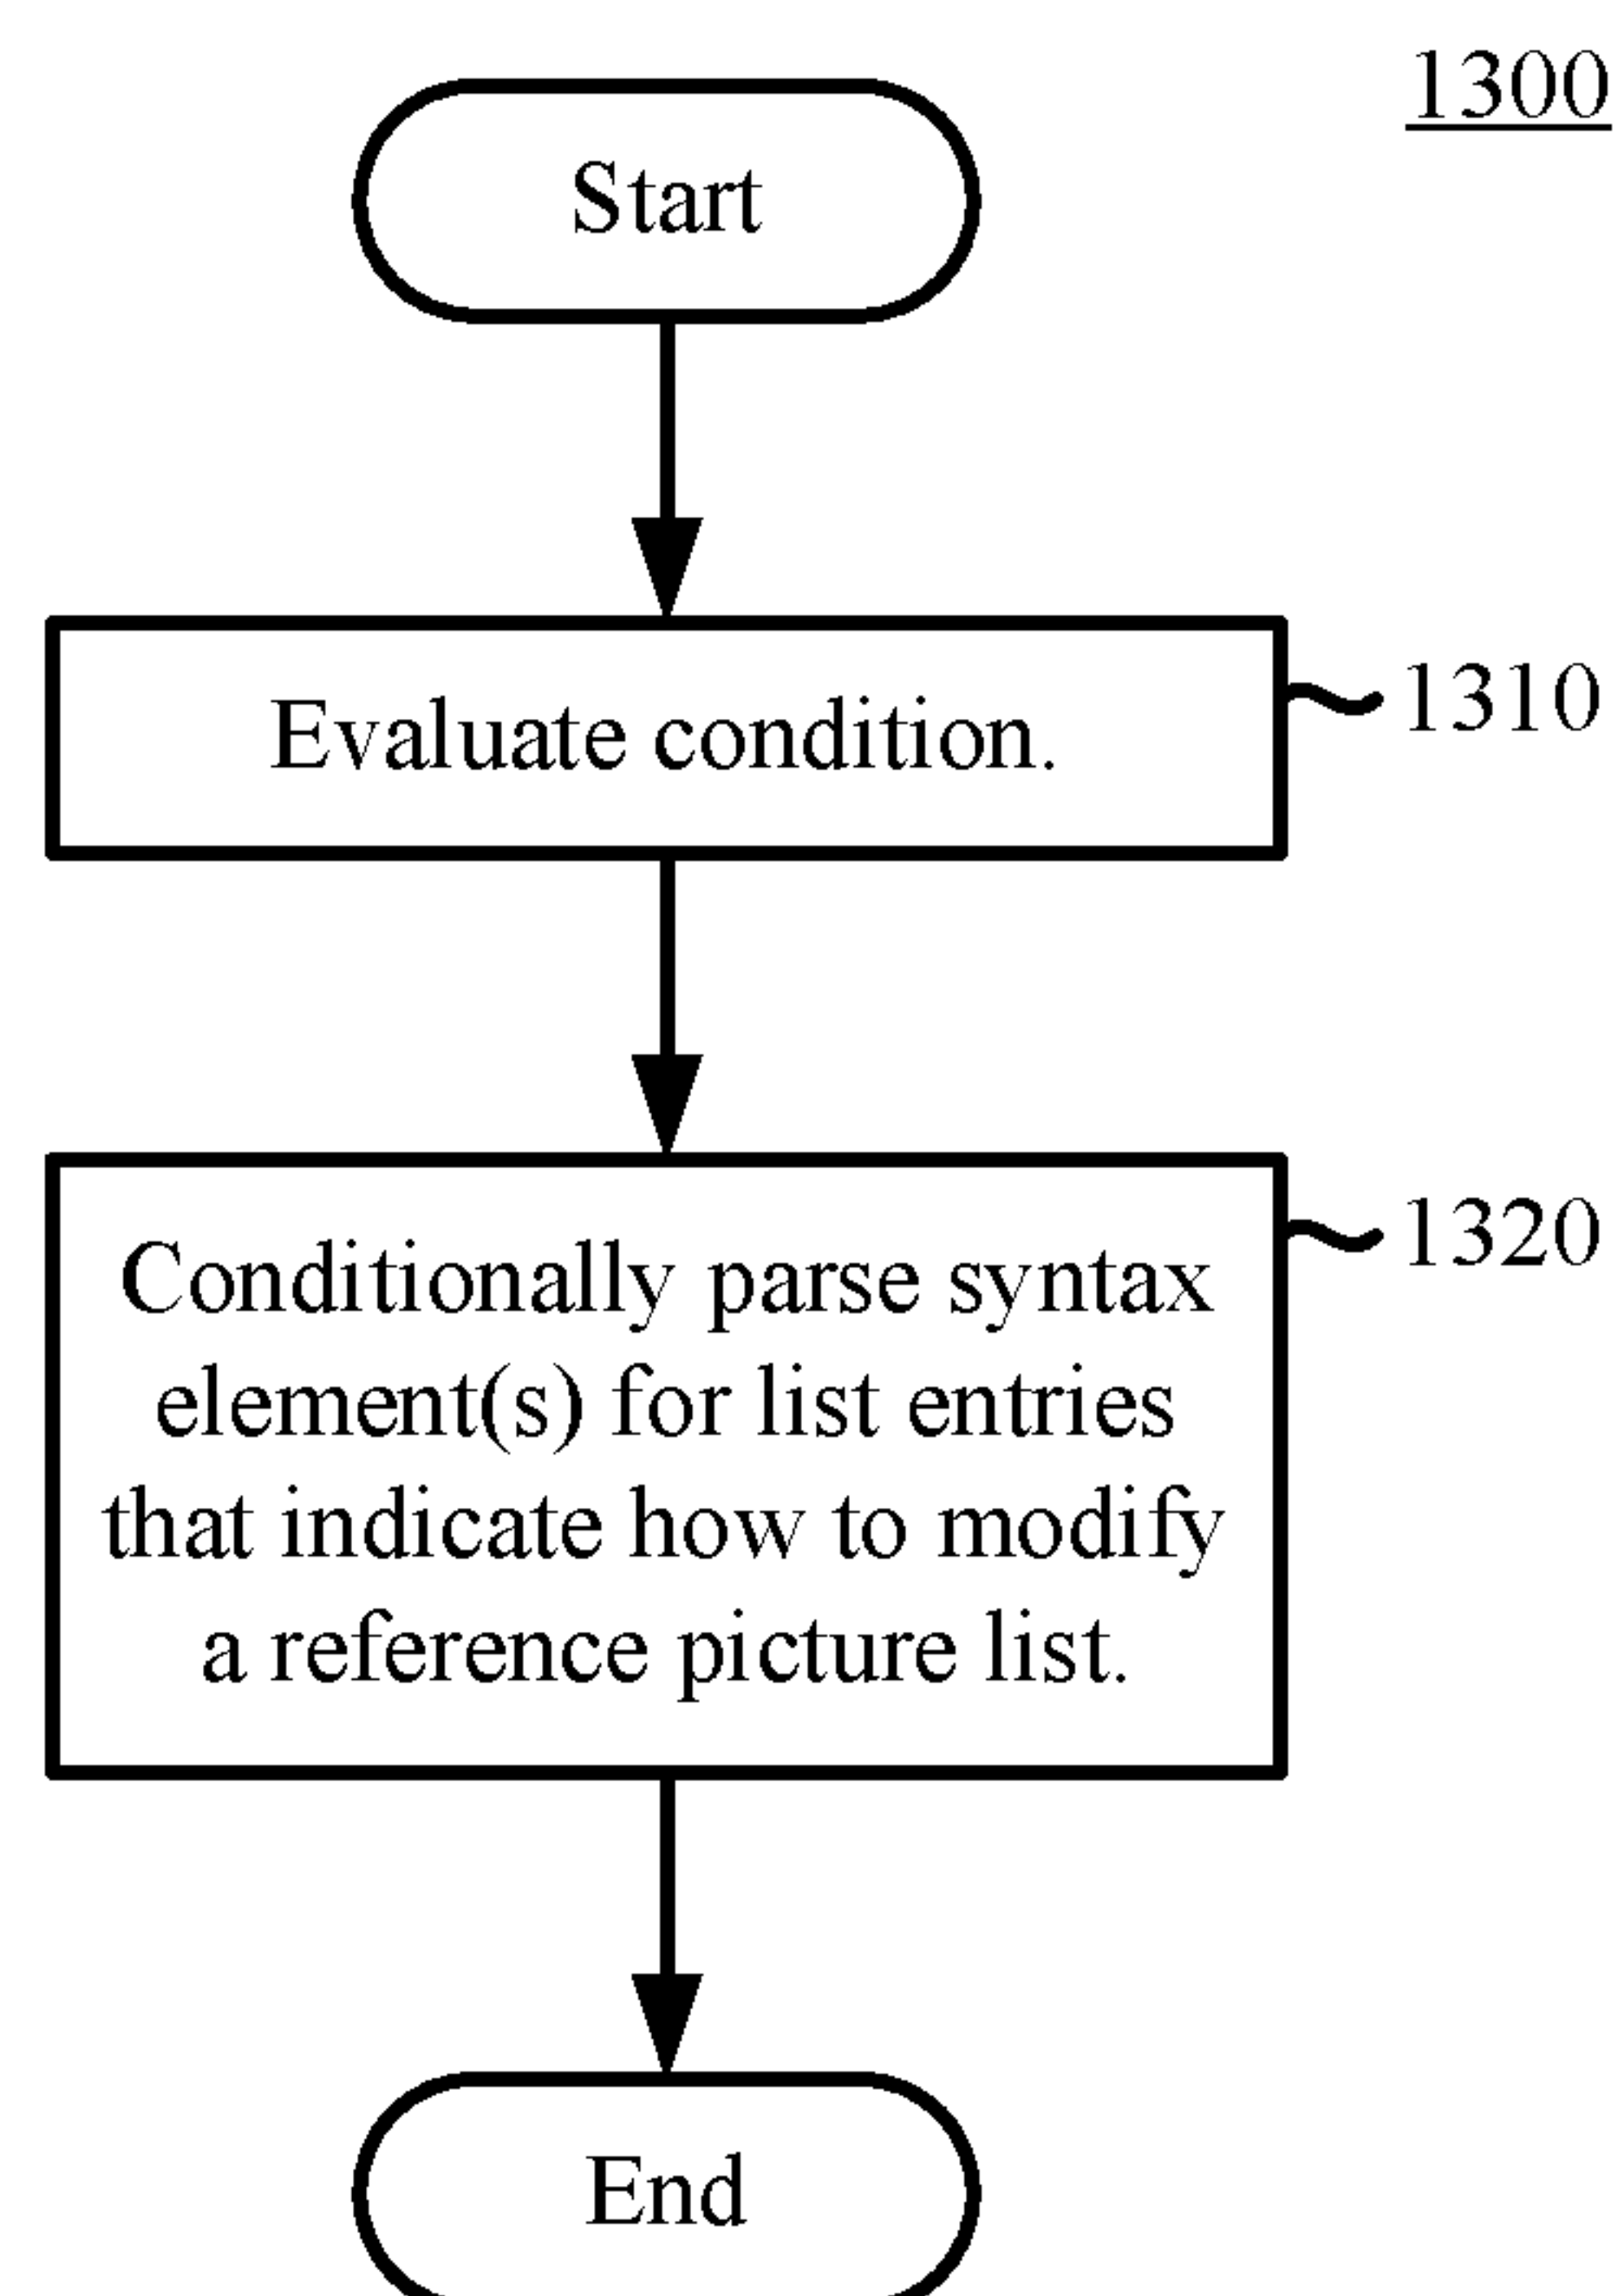 1300
Start
Evaluate condition.
1310
Conditionally parse syntax
element(s) for list entries
that indicate how to modify
a reference picture list.
1320
End